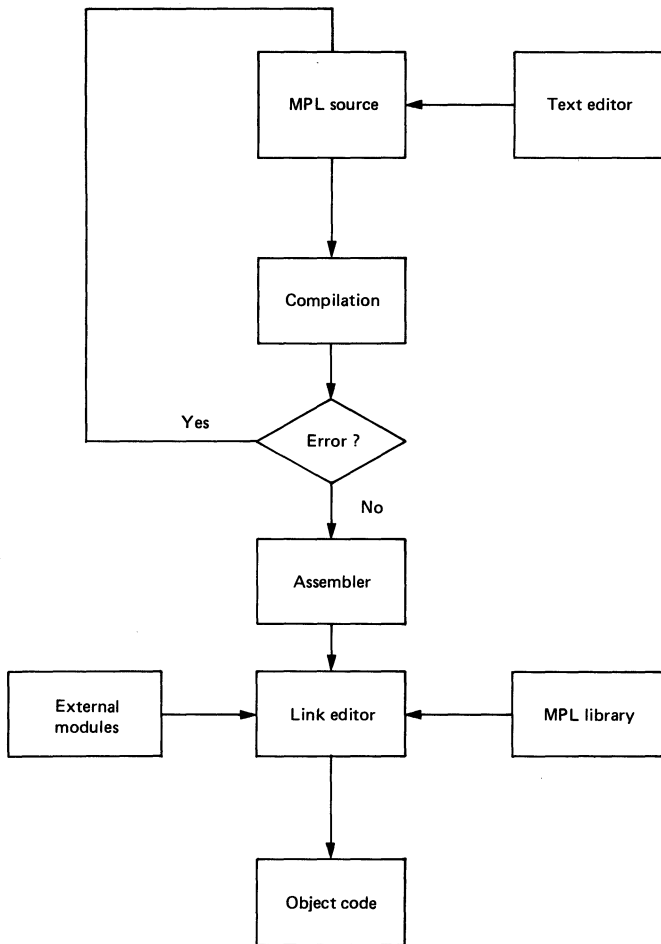 MPL source
Text editor
Compilation
Yes
Error ?
No
Assembler
External
modules
Link editor
MPL library
Object code